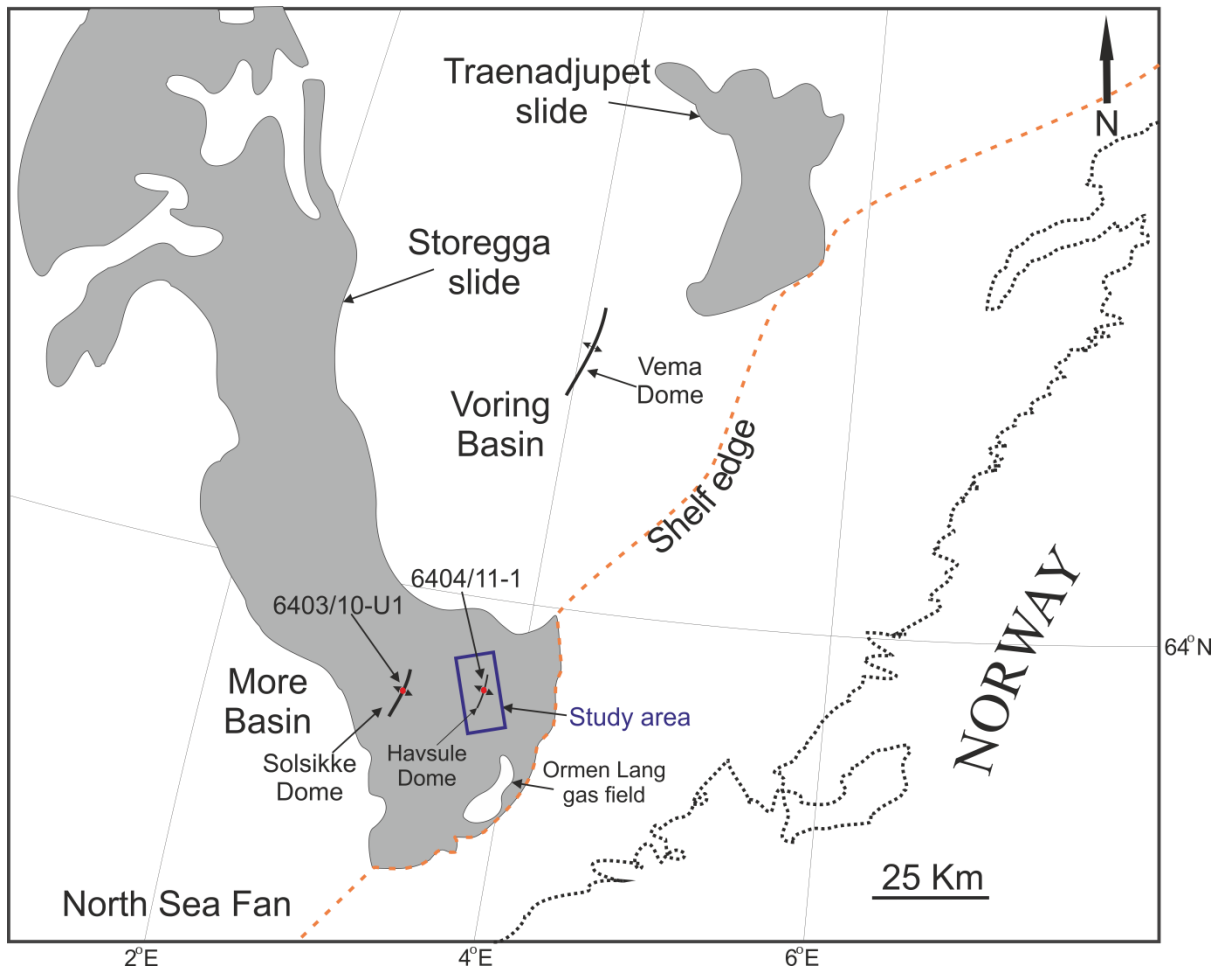 Traenadjupet
slide
N
Storegga
slide
Vema
Dome
Voring
Basin
Shelf edge
6404/11-1
6403/10-U1
NORWAY
64°N
More
Basin
Study area
Solsikke
Dome
Havsule
Dome
Ormen Lang
gas field
25 Km
North Sea Fan
2°E
4°E
6°E